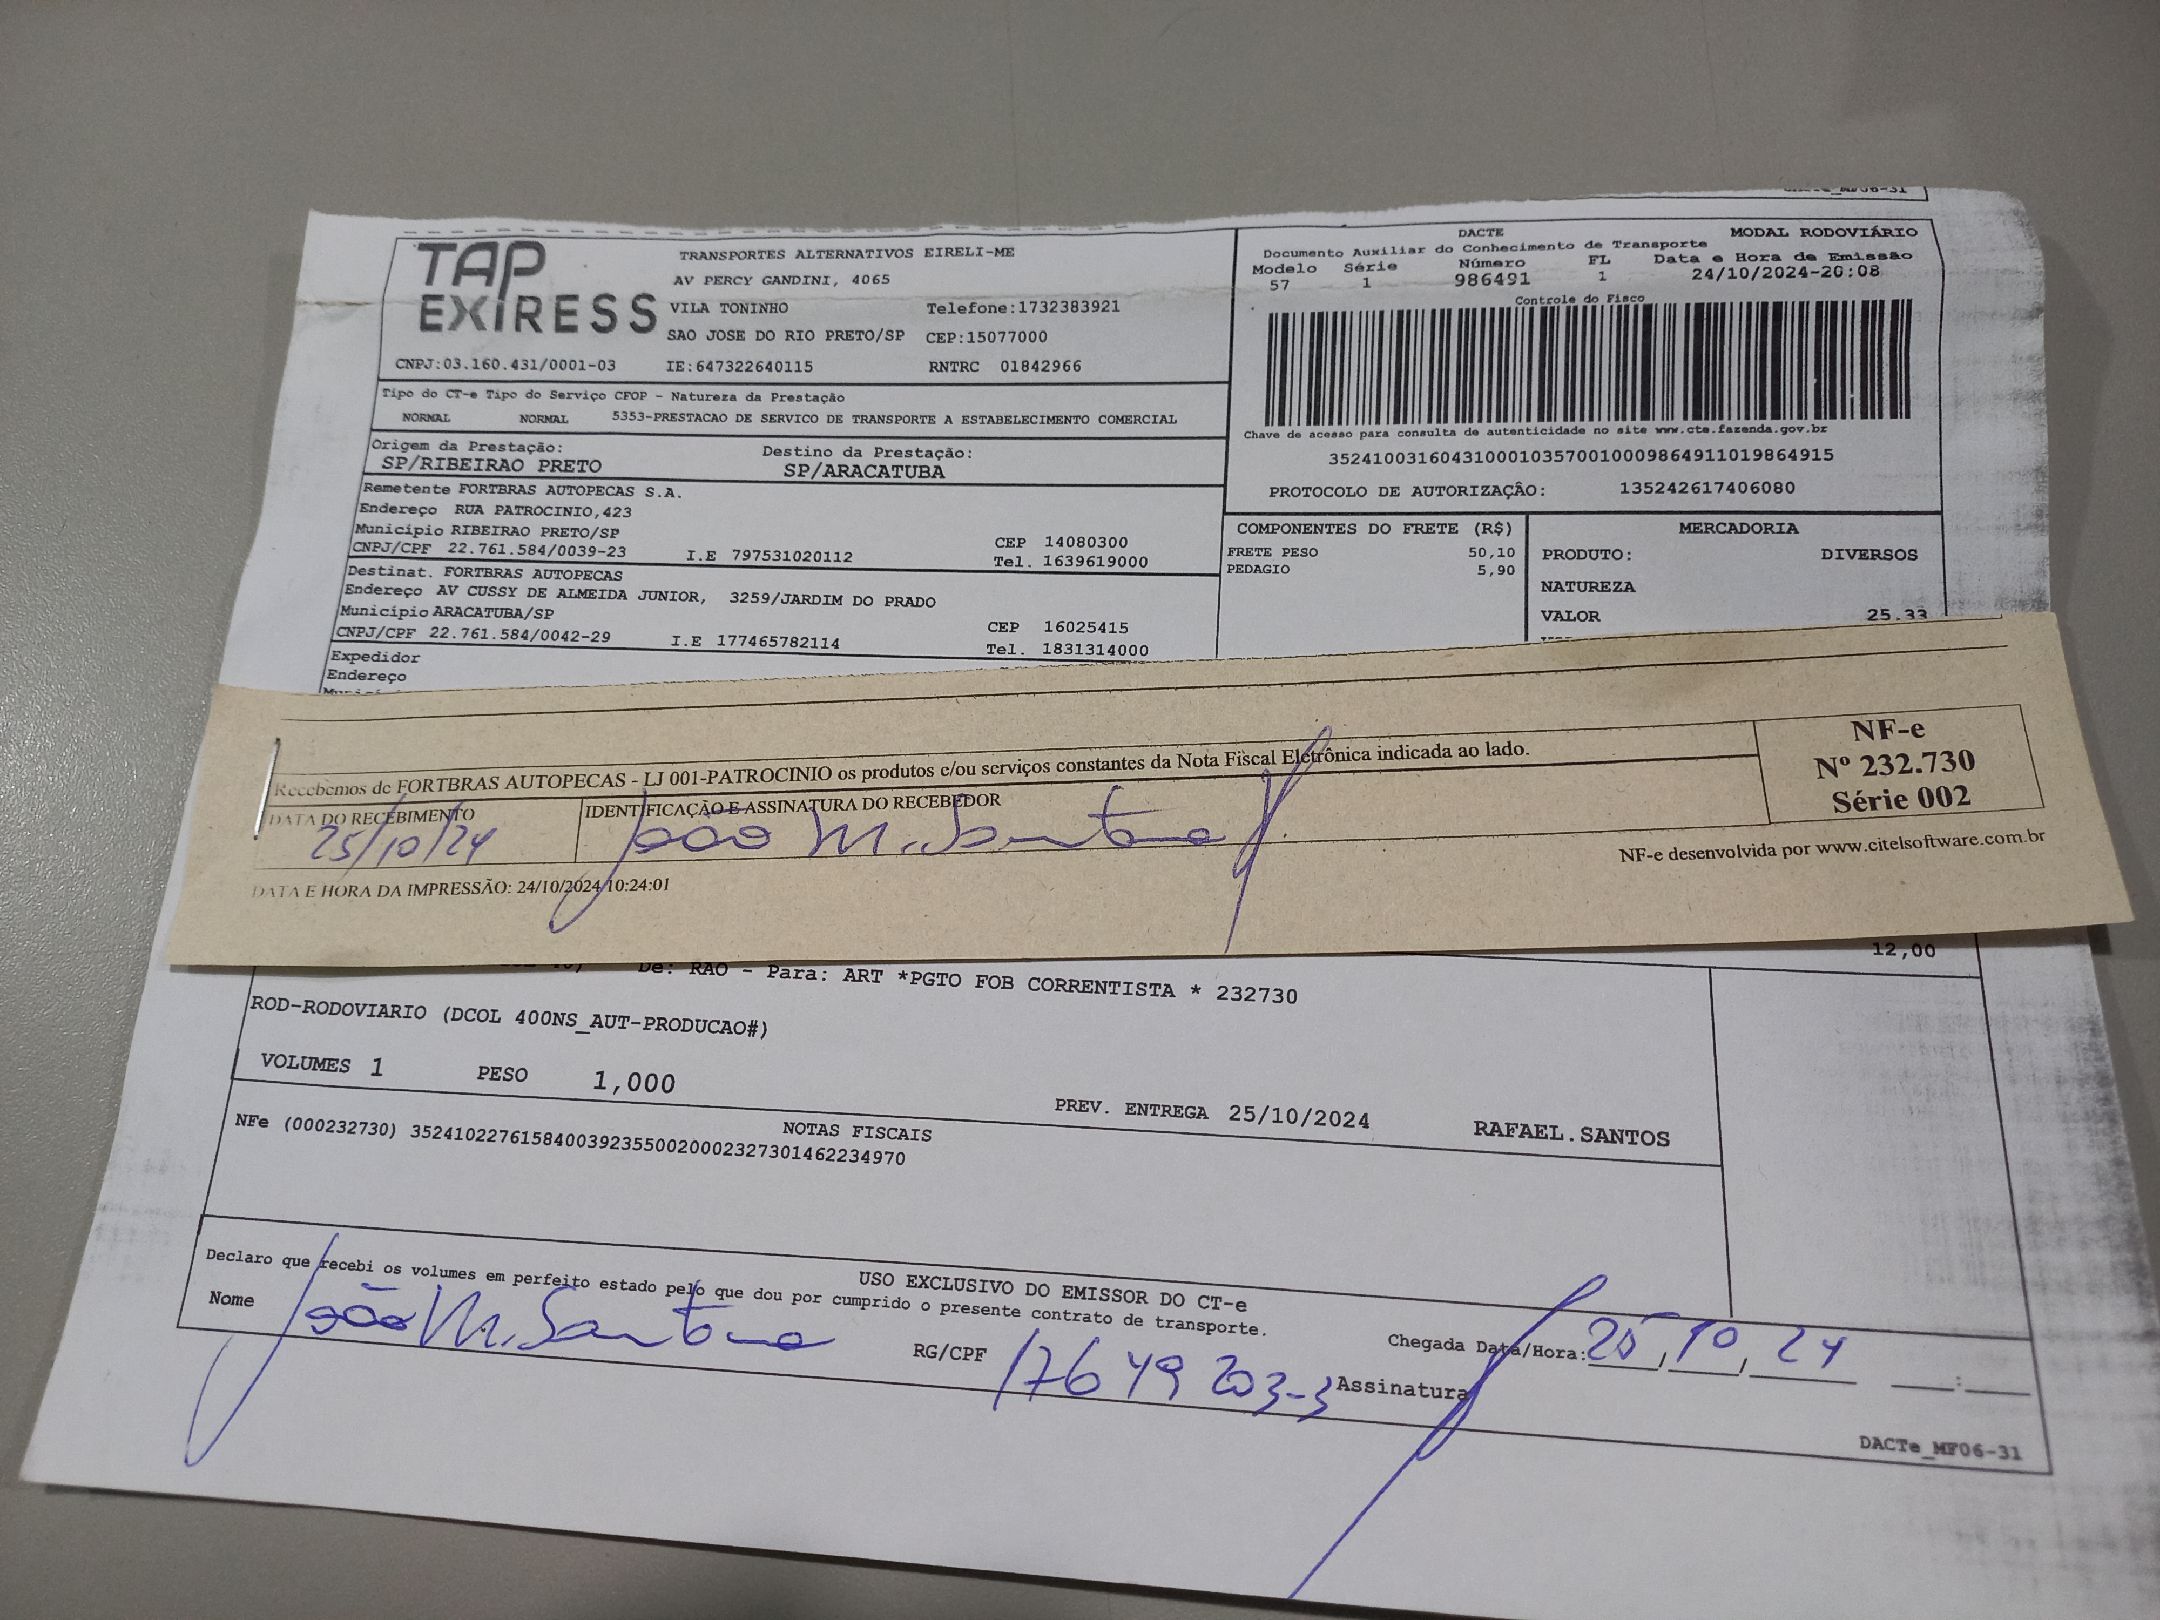 DACTe_MF06-31
TAP
EXIRESS
TRANSPORTES ALTERNATIVOS EIRELI-ME
AV PERCY GANDINI, 4065
VILA TONINHO Telefone:1732383921
SAO JOSE DO RIO PRETO/SP CEP:15077000
CNPJ:03.160.431/0001-03 IE:647322640115 RNTRC 01842966
DACTE MODAL RODOVIÁRIO
Documento Auxiliar do Conhecimento de Transporte
Modelo Série Número FL Data e Hora de Emissão
57 1 986491 1 24/10/2024-20:08
Controle do Fisco
Chave de acesso para consulta de autenticidade no site www.cte.fazenda.gov.br
35241003160431000103570010009864911019864915
PROTOCOLO DE AUTORIZAÇÃO: 135242617406080
Tipo do CT-e Tipo do Serviço CFOP - Natureza da Prestação
NORMAL NORMAL 5353-PRESTACAO DE SERVICO DE TRANSPORTE A ESTABELECIMENTO COMERCIAL
Origem da Prestação: Destino da Prestação:
SP/RIBEIRAO PRETO SP/ARACATUBA
Remetente FORTBRAS AUTOPECAS S.A.
Endereço RUA PATROCINIO,423
Município RIBEIRAO PRETO/SP CEP 14080300
CNPJ/CPF 22.761.584/0039-23 I.E 797531020112 Tel. 1639619000
Destinat. FORTBRAS AUTOPECAS
Endereço AV CUSSY DE ALMEIDA JUNIOR, 3259/JARDIM DO PRADO
Município ARACATUBA/SP CEP 16025415
CNPJ/CPF 22.761.584/0042-29 I.E 177465782114 Tel. 1831314000
Expedidor
Endereço
COMPONENTES DO FRETE (R$)
FRETE PESO 50,10
PEDAGIO 5,90
MERCADORIA
PRODUTO: DIVERSOS
NATUREZA
VALOR 25.33
Recebemos de FORTBRAS AUTOPECAS - LJ 001-PATROCINIO os produtos e/ou serviços constantes da Nota Fiscal Eletrônica indicada ao lado.
DATA DO RECEBIMENTO IDENTIFICAÇÃO E ASSINATURA DO RECEBEDOR
25/10/24 João M. Santana
NF-e
Nº 232.730
Série 002
DATA E HORA DA IMPRESSÃO: 24/10/2024 10:24:01
NF-e desenvolvida por www.citelsoftware.com.br
12,00
De: RAO - Para: ART *PGTO FOB CORRENTISTA * 232730
ROD-RODOVIARIO (DCOL 400NS_AUT-PRODUCAO#)
VOLUMES 1 PESO 1,000 PREV. ENTREGA 25/10/2024 RAFAEL.SANTOS
NOTAS FISCAIS
NFe (000232730) 35241022761584003923550020002327301462234970
USO EXCLUSIVO DO EMISSOR DO CT-e
Declaro que recebi os volumes em perfeito estado pelo que dou por cumprido o presente contrato de transporte.
Nome João M. Santana RG/CPF 17649203-3 Assinatura
Chegada Data/Hora: 25,10,24 :
DACTe_MF06-31